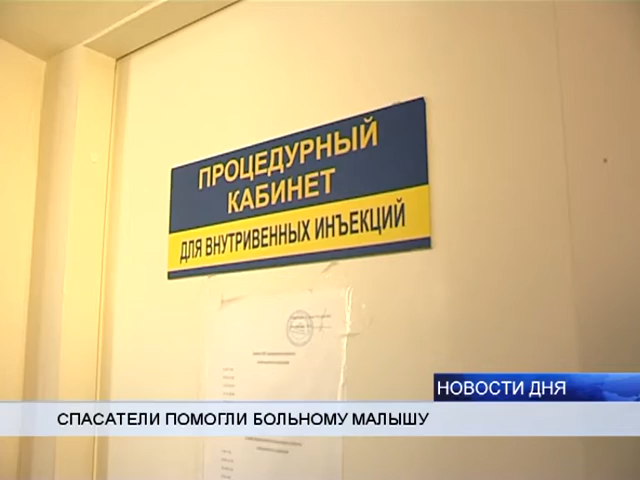 ПРОЦЕДУРНЫЙ
КАБИНЕТ
ДЛЯ ВНУТРИВЕННЫХ ИНЪЕКЦИЙ
НОВОСТИ ДНЯ
СПАСАТЕЛИ ПОМОГЛИ БОЛЬНОМУ МАЛЫШУ